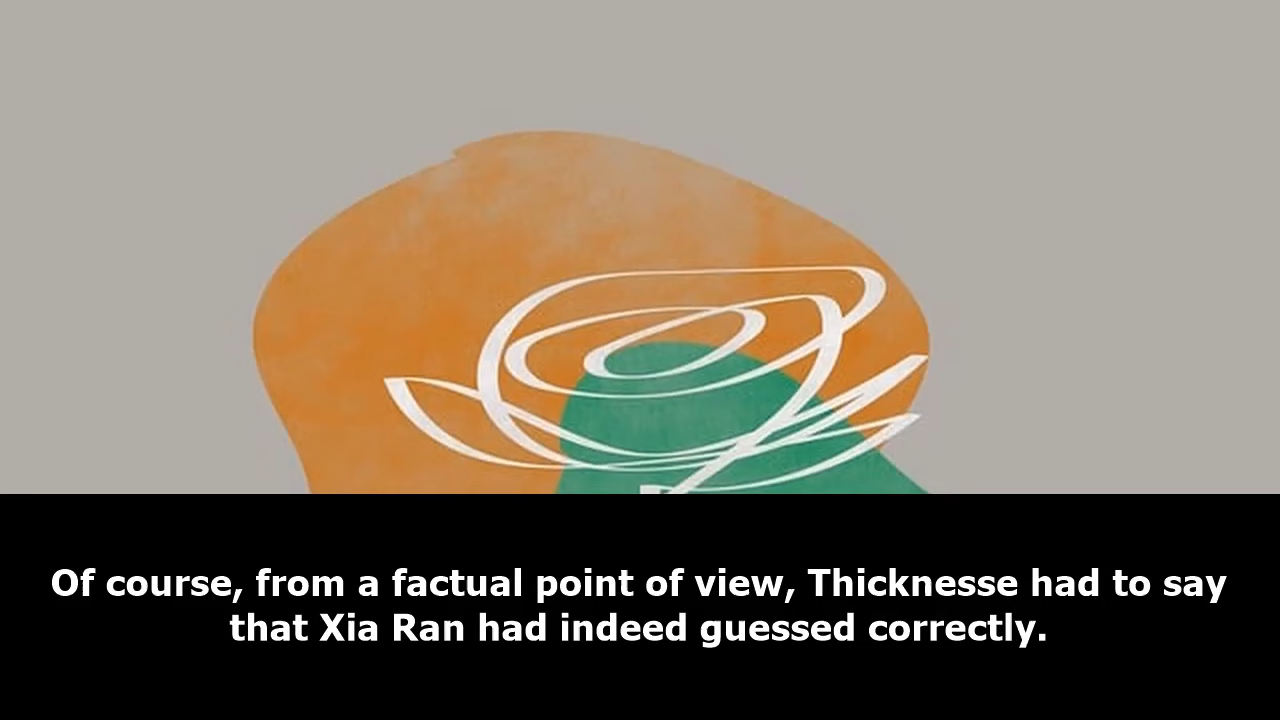 Of course, from a factual point of view, Thicknesse had to say
that Xia Ran had indeed guessed correctly.